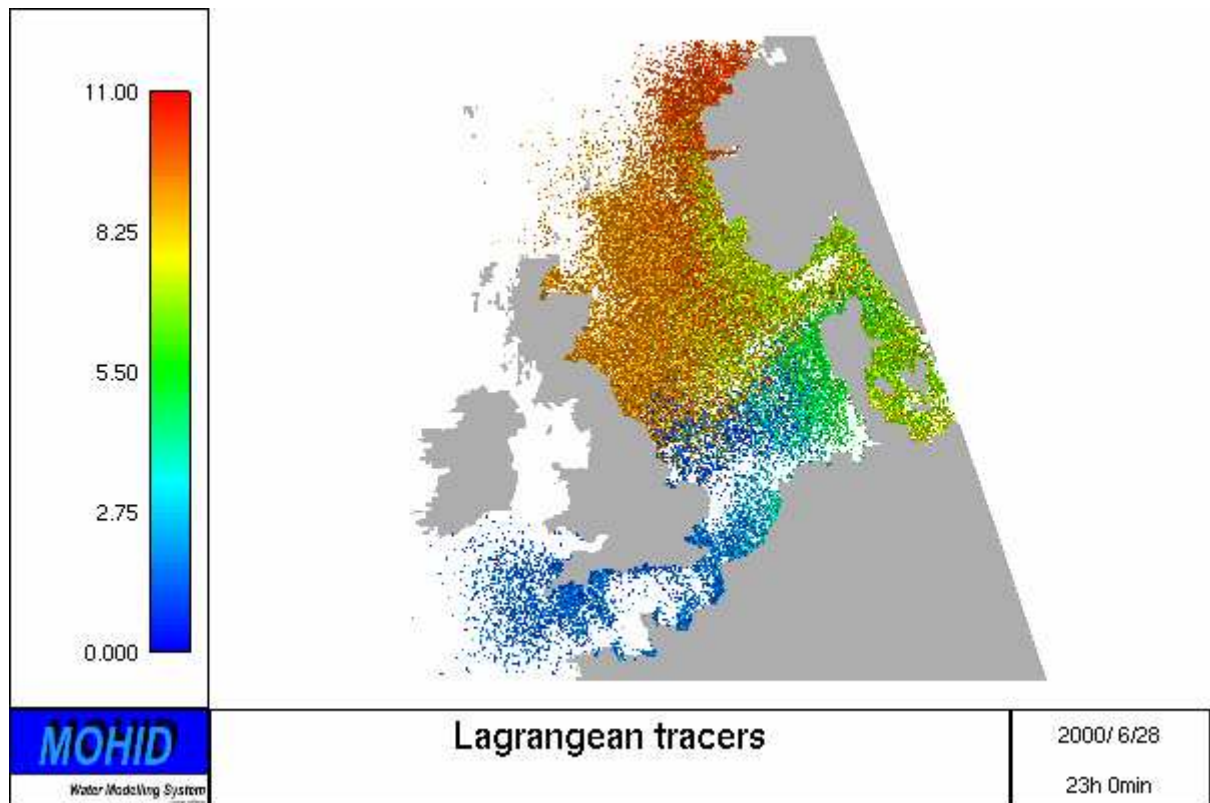 11.00
8.25
5.50
2.75
0.000
MOHID
Water Modelling System
Lagrangean tracers
2000/ 6/28
23h 0min